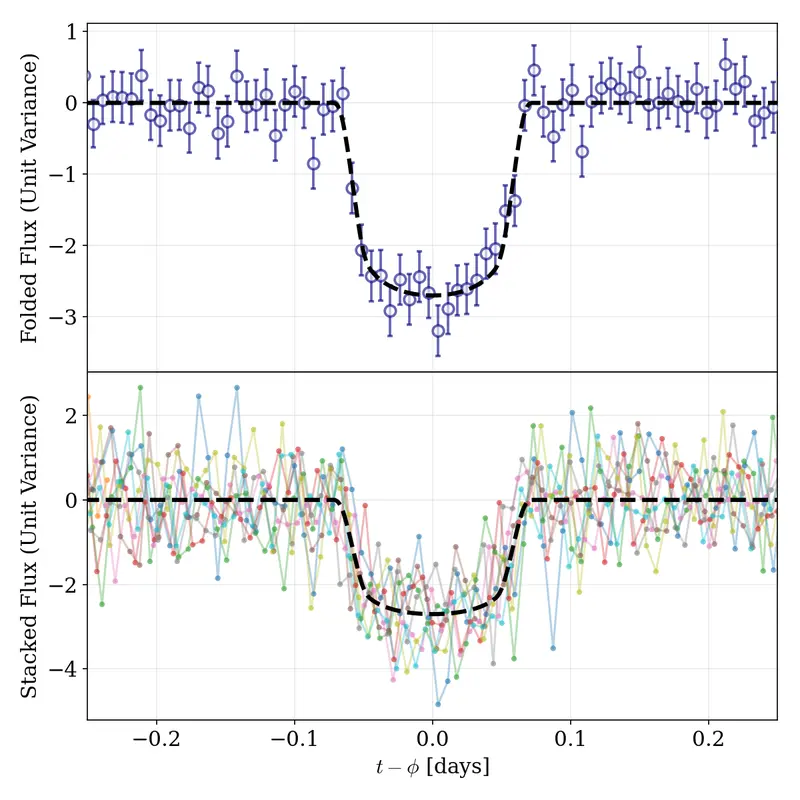 Folded Flux (Unit Variance)
1
0
−1
−2
−3
Stacked Flux (Unit Variance)
2
0
−2
−4
−0.2 −0.1 0.0 0.1 0.2
t − ϕ [days]